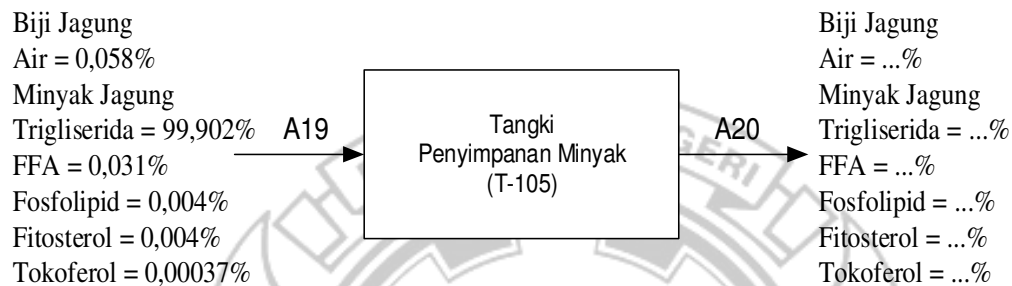 Biji Jagung
Air = 0,058%
Minyak Jagung
Trigliserida = 99,902%
FFA = 0,031%
Fosfolipid = 0,004%
Fitosterol = 0,004%
Tokoferol = 0,00037%
A19
Tangki
Penyimpanan Minyak
(T-105)
A20
Biji Jagung
Air = ...%
Minyak Jagung
Trigliserida = ...%
FFA = ...%
Fosfolipid = ...%
Fitosterol = ...%
Tokoferol = ...%